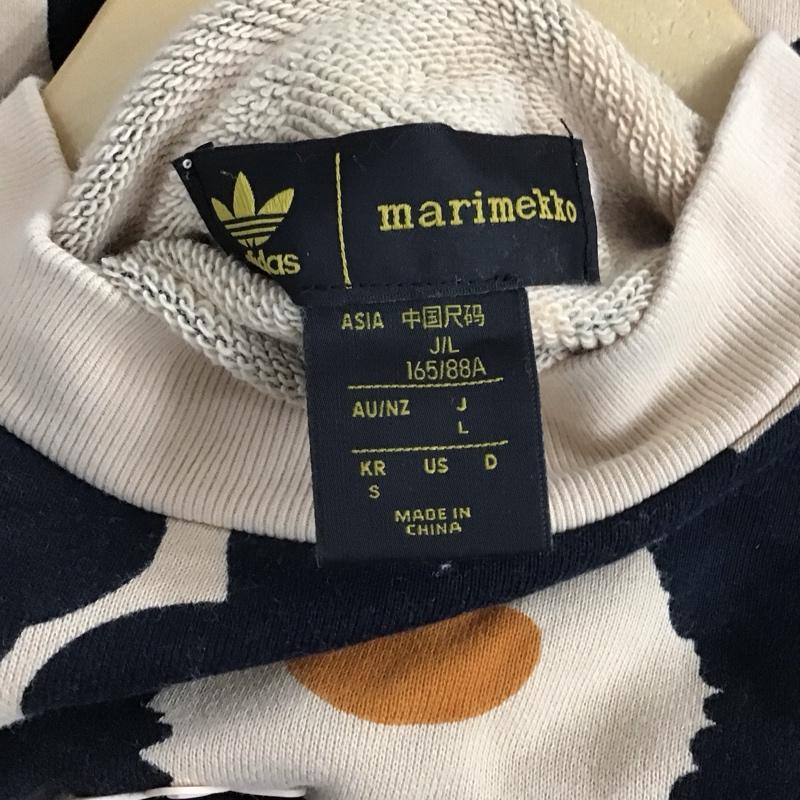 adidas
marimekko
ASIA 中国尺码
J/L
165/88A
AU/NZ J
L
KR US D
S
MADE IN
CHINA